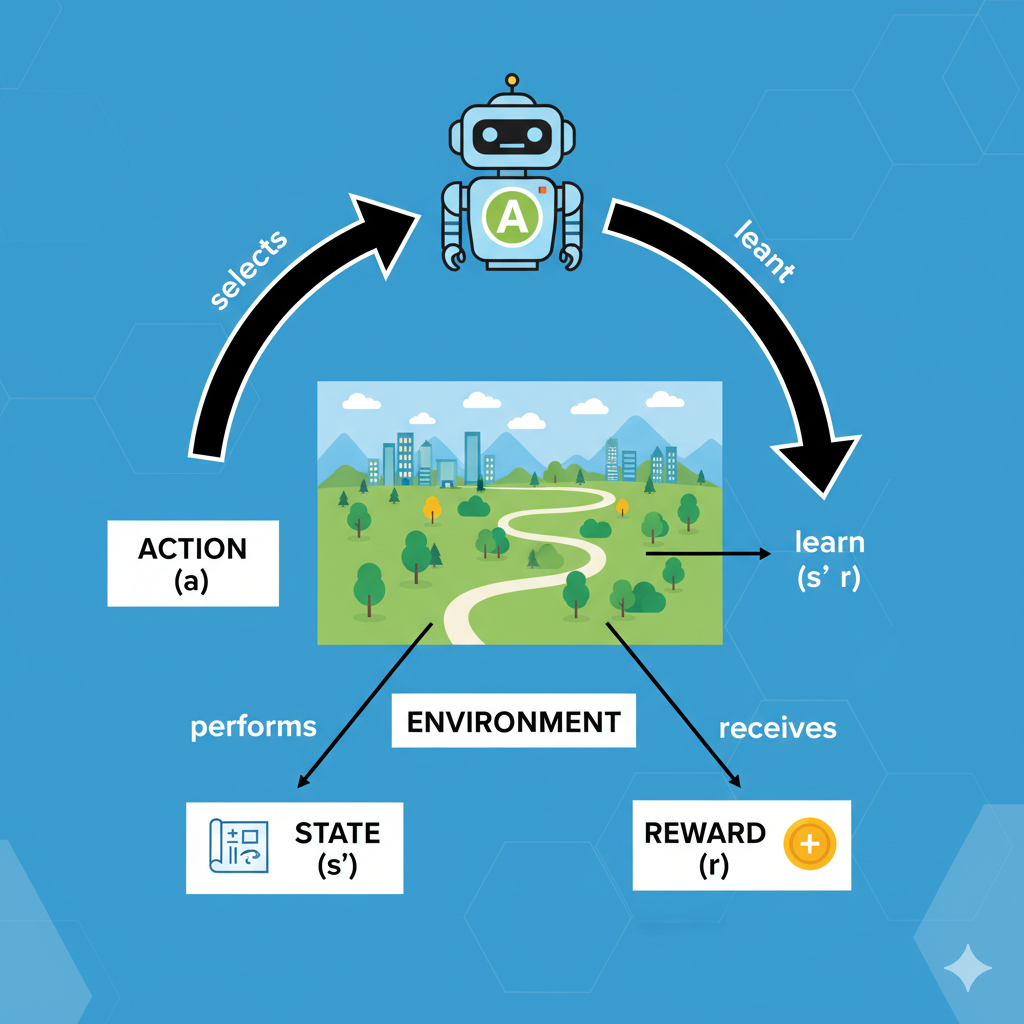 A
selects
leant
ACTION
(a)
learn
(s’ r)
performs
ENVIRONMENT
receives
STATE
(s’)
REWARD
(r)